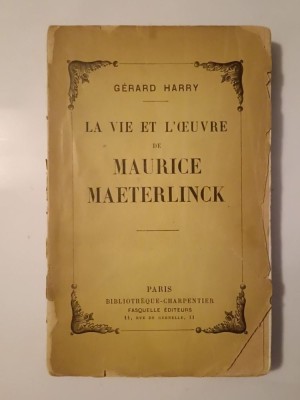 GÉRARD HARRY
LA VIE ET L'ŒUVRE
DE
MAURICE
MAETERLINCK
PARIS
BIBLIOTHÈQUE-CHARPENTIER
FASQUELLE ÉDITEURS
11, RUE DE GRENELLE, 11